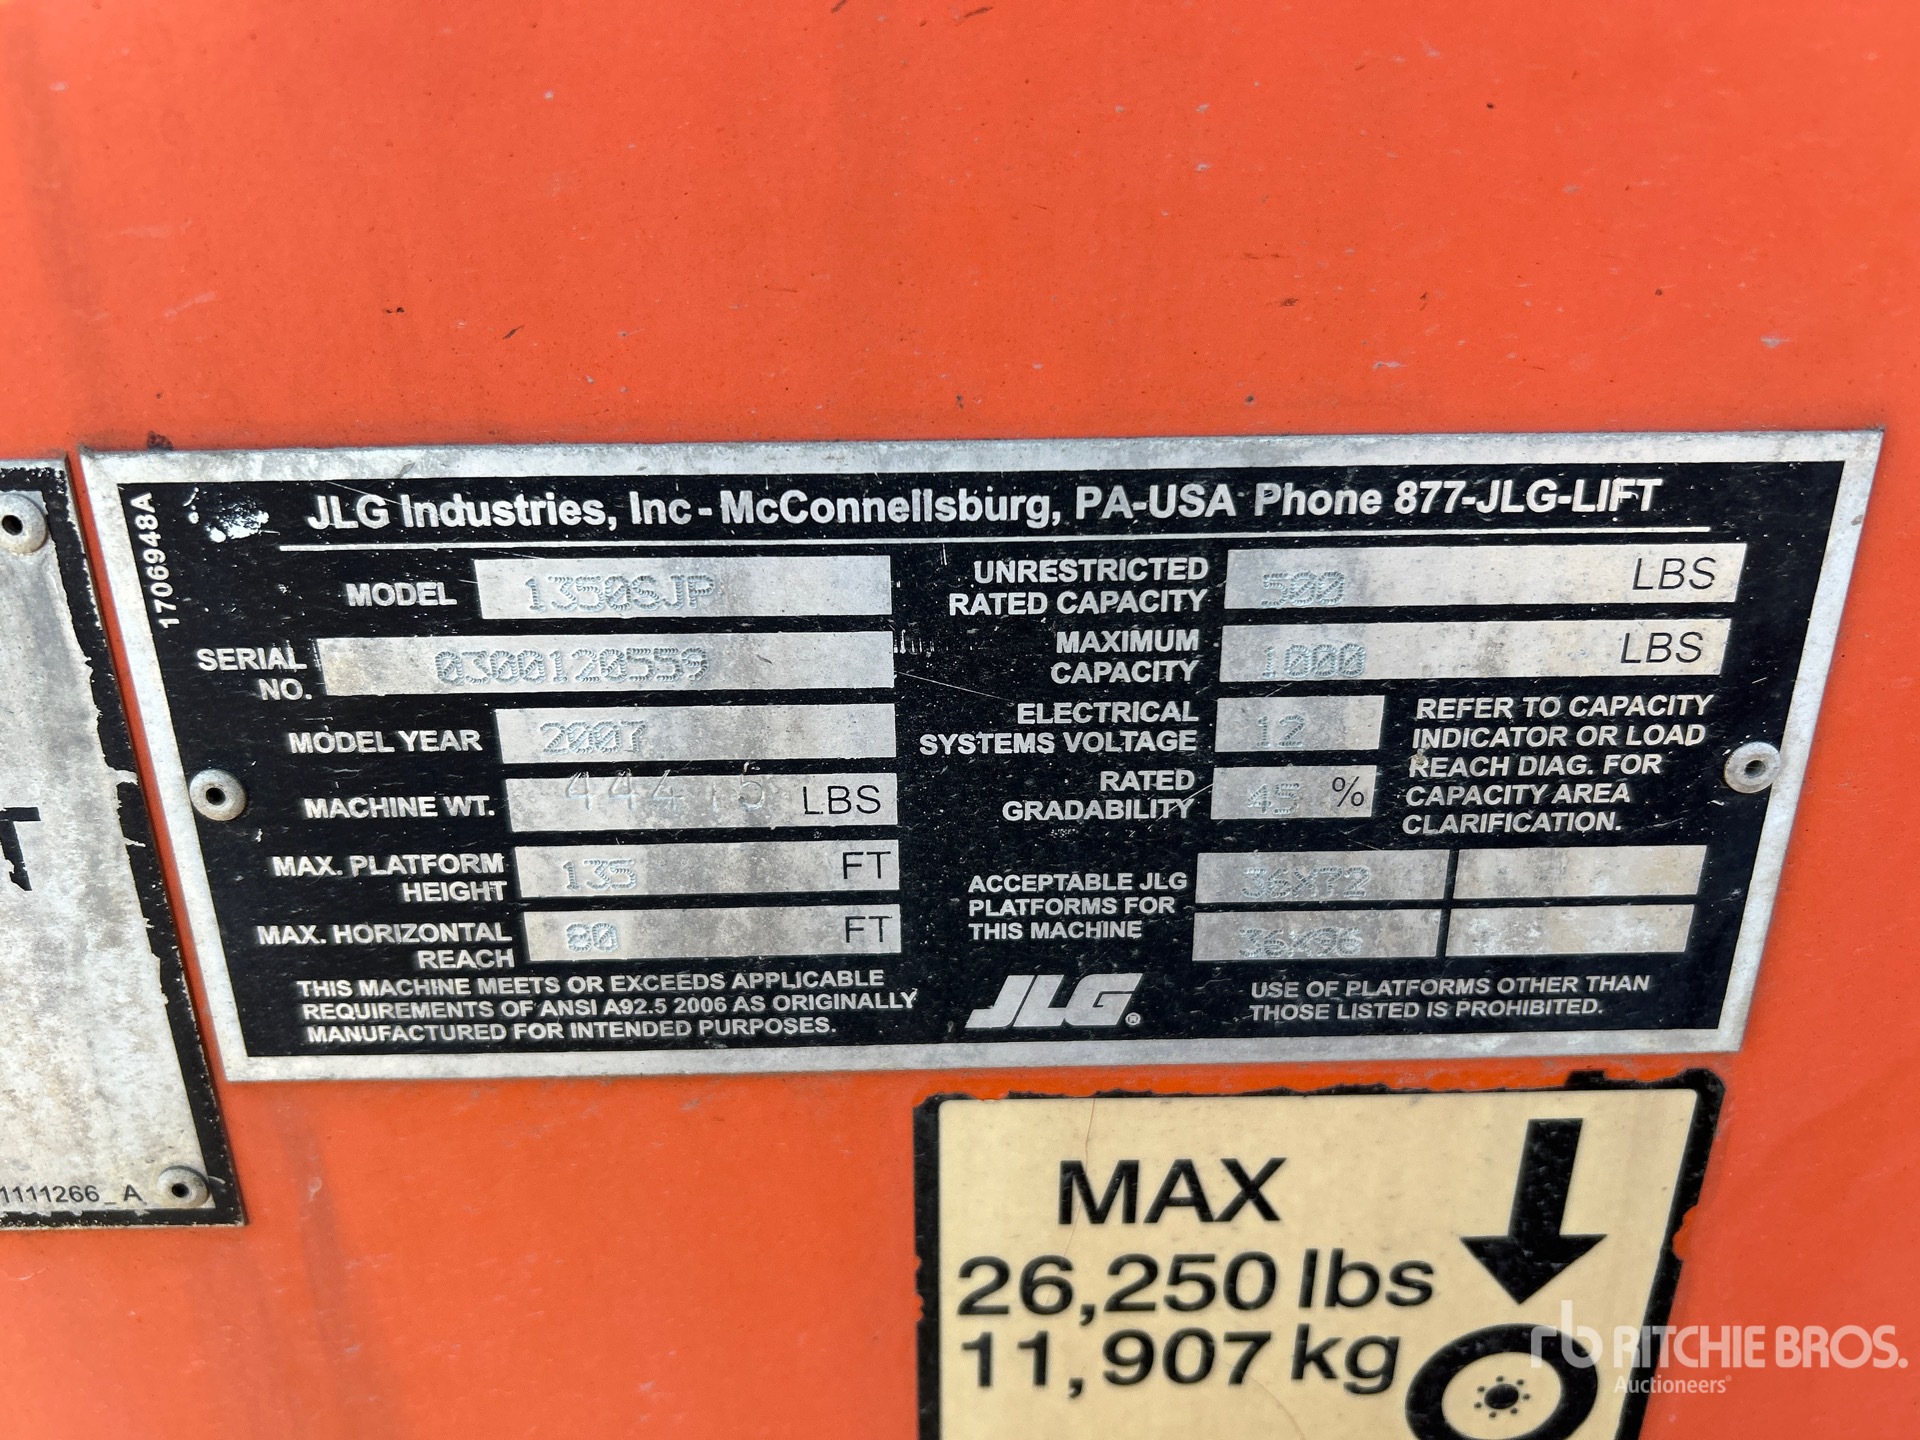 1706948A
JLG Industries, Inc - McConnellsburg, PA-USA Phone 877-JLG-LIFT
MODEL 1350SJP
SERIAL NO. 0300120559
MODEL YEAR 2007
MACHINE WT. LBS
MAX. PLATFORM HEIGHT 135 FT
MAX. HORIZONTAL REACH 80 FT
THIS MACHINE MEETS OR EXCEEDS APPLICABLE
REQUIREMENTS OF ANSI A92.5 2006 AS ORIGINALLY
MANUFACTURED FOR INTENDED PURPOSES.
UNRESTRICTED RATED CAPACITY 500 LBS
MAXIMUM CAPACITY 1000 LBS
ELECTRICAL SYSTEMS VOLTAGE 12
RATED GRADABILITY 45 %
REFER TO CAPACITY
INDICATOR OR LOAD
REACH DIAG. FOR
CAPACITY AREA
CLARIFICATION.
ACCEPTABLE JLG
PLATFORMS FOR
THIS MACHINE
36X72
36X96
JLG®
USE OF PLATFORMS OTHER THAN
THOSE LISTED IS PROHIBITED.
T
1111266_A
MAX
26,250 lbs
11,907 kg
rb RITCHIE BROS.
Auctioneers